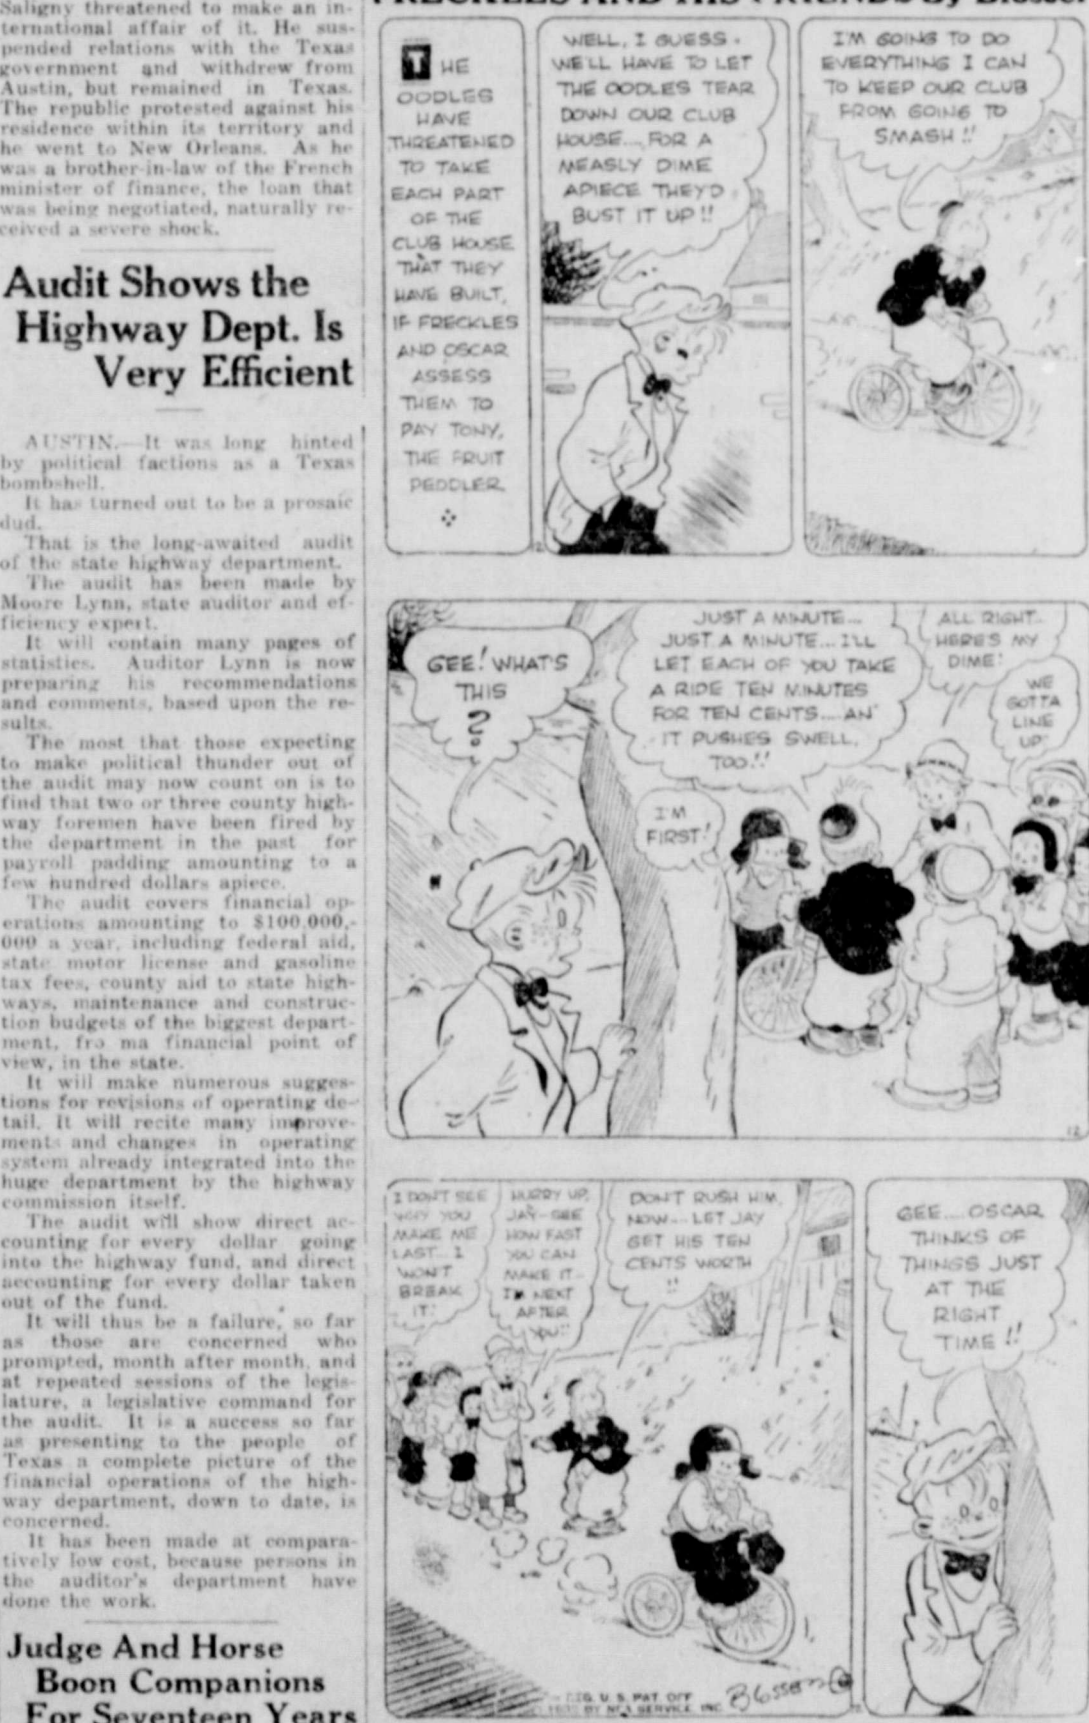 Saligny threatened to make an in-
ternational affair of it. He sus-
pended relations with the Texas
government and withdrew from
Austin, but remained in Texas.
The republic protested against his
residence within its territory and
he went to New Orleans. As he
was a brother-in-law of the French
minister of finance, the loan that
was being negotiated, naturally re-
ceived a severe shock.
Audit Shows the
Highway Dept. Is
Very Efficient
AUSTIN.—It was long hinted
by political factions as a Texas
bombshell.
It has turned out to be a prosaic
dud.
That is the long-awaited audit
of the state highway department.
The audit has been made by
Moore Lynn, state auditor and ef-
ficiency expert.
It will contain many pages of
statistics. Auditor Lynn is now
preparing his recommendations
and comments, based upon the re-
sults.
The most that those expecting
to make political thunder out of
the audit may now count on is to
find that two or three county high-
way foremen have been fired by
the department in the past for
payroll padding amounting to a
few hundred dollars apiece.
The audit covers financial op-
erations amounting to $100,000,-
000 a year, including federal aid,
state motor license and gasoline
tax fees, county aid to state high-
ways, maintenance and construc-
tion budgets of the biggest depart-
ment, fro ma financial point of
view, in the state.
It will make numerous sugges-
tions for revisions of operating de-
tail. It will recite many improve-
ments and changes in operating
system already integrated into the
huge department by the highway
commission itself.
The audit will show direct ac-
counting for every dollar going
into the highway fund, and direct
accounting for every dollar taken
out of the fund.
It will thus be a failure, so far
as those are concerned who
prompted, month after month, and
at repeated sessions of the legis-
lature, a legislative command for
the audit. It is a success so far
as presenting to the people of
Texas a complete picture of the
financial operations of the high-
way department, down to date, is
concerned.
It has been made at compara-
tively low cost, because persons in
the auditor's department have
done the work.
Judge And Horse
Boon Companions
For Seventeen Years
FRECKLES AND HIS FRIENDS By Blosser
THE
OODLES
HAVE
THREATENED
TO TAKE
EACH PART
OF THE
CLUB HOUSE
THAT THEY
HAVE BUILT,
IF FRECKLES
AND OSCAR
ASSESS
THEM TO
PAY TONY,
THE FRUIT
PEDDLER
WELL, I GUESS
WE'LL HAVE TO LET
THE OODLES TEAR
DOWN OUR CLUB
HOUSE....FOR A
MEASLY DIME
APIECE THEY'D
BUST IT UP!!
I'M GOING TO DO
EVERYTHING I CAN
TO KEEP OUR CLUB
FROM GOING TO
SMASH!!
GEE! WHAT'S
THIS
?
JUST A MINUTE...
JUST A MINUTE... I'LL
LET EACH OF YOU TAKE
A RIDE TEN MINUTES
FOR TEN CENTS.... AN'
IT PUSHES SWELL,
TOO!!
ALL RIGHT..
HERE'S MY
DIME!
WE
GOTTA
LINE
UP
I'M
FIRST!
12
I DON'T SEE
WHY YOU
MAKE ME
LAST... I
WON'T
BREAK
IT!
HURRY UP,
JAY--SEE
HOW FAST
YOU CAN
MAKE IT--
I'M NEXT
AFTER
YOU!!
DON'T RUSH HIM,
NOW... LET JAY
GET HIS TEN
CENTS WORTH
!!
REG. U. S. PAT. OFF.
BY NEA SERVICE INC.
Blosser
GEE.... OSCAR
THINKS OF
THINGS JUST
AT THE
RIGHT
TIME!!